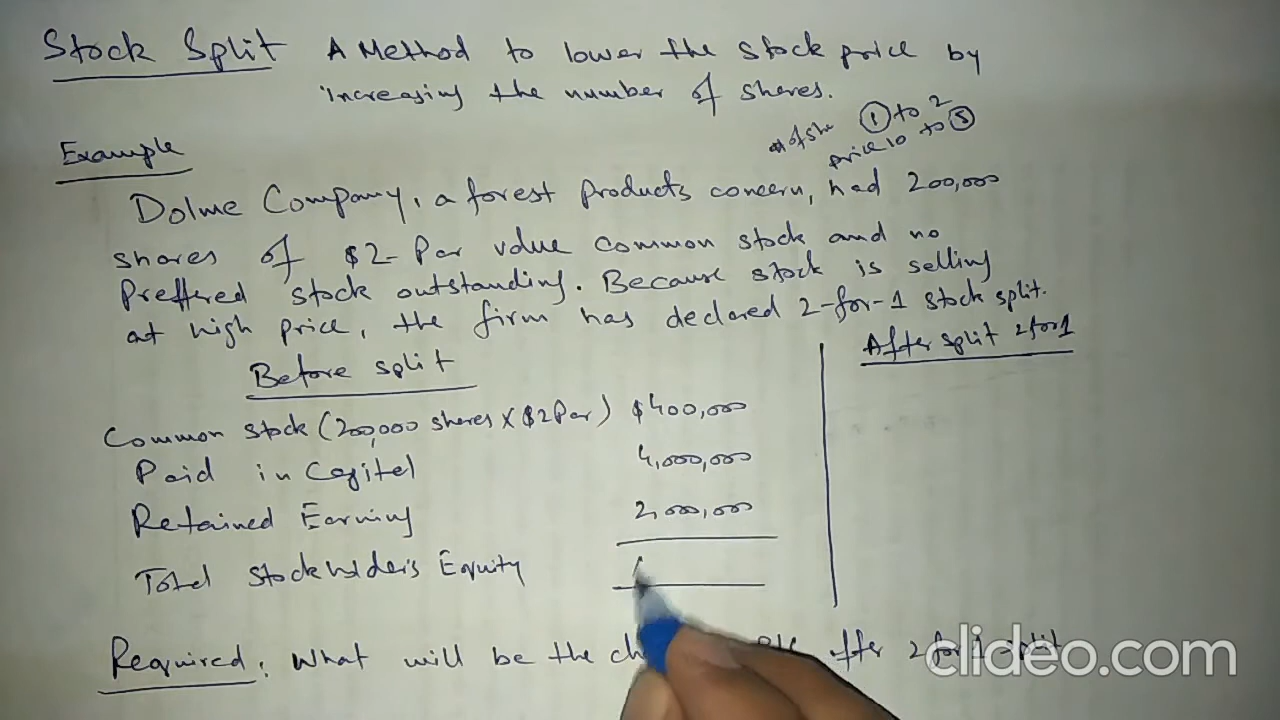 Stock Split A Method to lower the stock price by
increasing the number of shares.
# of sha 1 to 2
price 10 to 5
Example
Dolme Company, a forest products concern, had 200,000
shares of $2-Par value common stock and no
Preffered stock outstanding. Because stock is selling
at high price, the firm has declared 2-for-1 stock split.
Before split
After split 2 for 1
Common stock (200,000 shares x $2 Par) $400,000
Paid in Capital 4,000,000
Retained Earning 2,000,000
Total Stockholder's Equity
Required: What will be the after 2 for 1 split
clideo.com